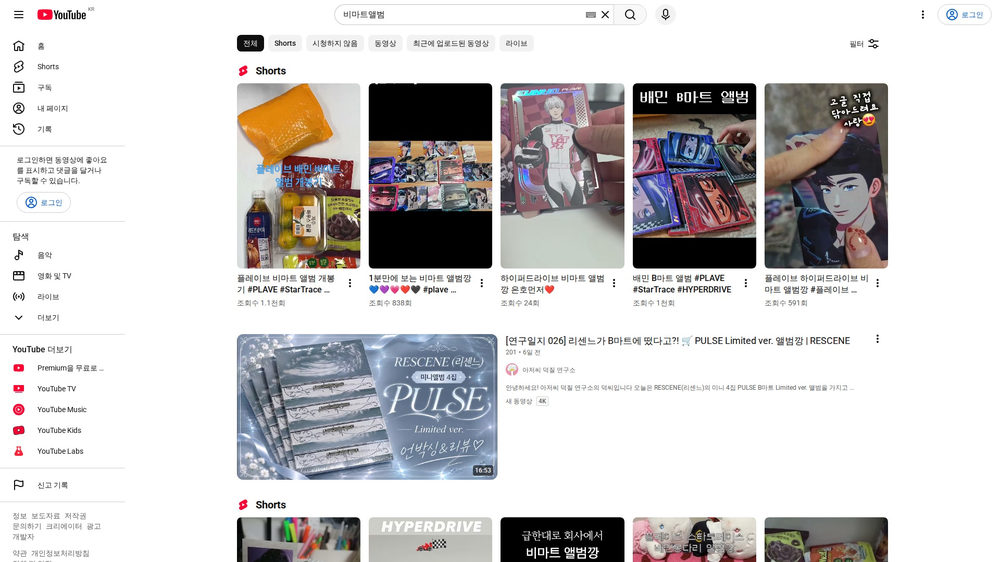 YouTube KR
비마트앨범
로그인
홈
Shorts
구독
내 페이지
기록
로그인하면 동영상에 좋아요
를 표시하고 댓글을 달거나
구독할 수 있습니다.
로그인
탐색
음악
영화 및 TV
라이브
더보기
YouTube 더보기
Premium을 무료로 ...
YouTube TV
YouTube Music
YouTube Kids
YouTube Labs
신고 기록
정보 보도자료 저작권
문의하기 크리에이터 광고
개발자
약관 개인정보처리방침
전체
Shorts
시청하지 않음
동영상
최근에 업로드된 동영상
라이브
필터
Shorts
플레이브 배민 비마트
배민 B마트 앨범
고글 직접
닦아드려요
사랑😍
플레이브 비마트 앨범 개봉
기 #PLAVE #StarTrace ...
조회수 1.1천회
1분만에 보는 비마트 앨범깡
💙💜💗❤️🖤 #plave ...
조회수 838회
하이퍼드라이브 비마트 앨범
깡 은호먼저❤️
조회수 24회
배민 B마트 앨범 #PLAVE
#StarTrace #HYPERDRIVE
조회수 1천회
플레이브 하이퍼드라이브 비
마트 앨범깡 #플레이브 ...
조회수 591회
RESCENE (리센느)
미니앨범 4집
PULSE
Limited ver.
언박싱&리뷰♡
16:53
[연구일지 026] 리센느가 B마트에 떴다고?! 🛒 PULSE Limited ver. 앨범깡 | RESCENE
201 • 6일 전
아저씨 덕질 연구소
안녕하세요! 아저씨 덕질 연구소의 덕씨입니다 오늘은 RESCENE(리센느)의 미니 4집 PULSE B마트 Limited ver. 앨범을 가지고 ...
새 동영상 4K
Shorts
HYPERDRIVE
급한대로 회사에서
비마트 앨범깡